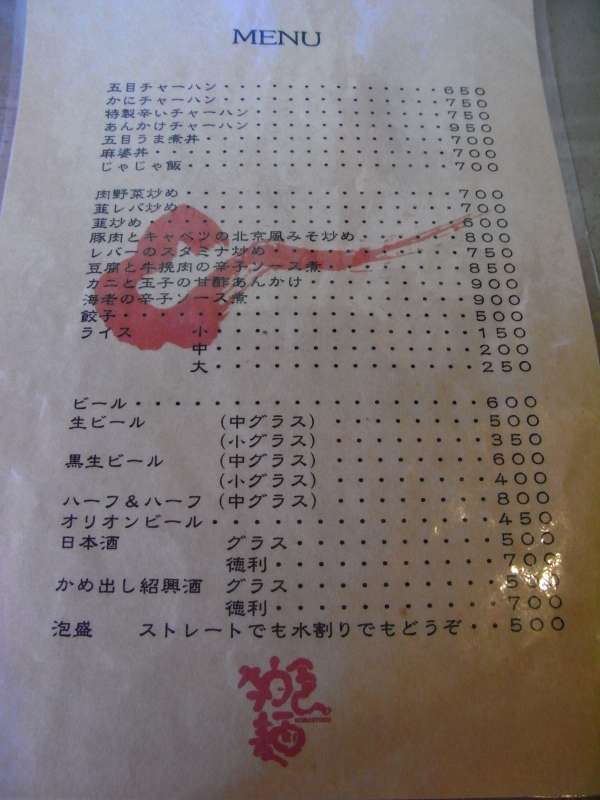 MENU
五目チャーハン・・・・・・・・・・・・・・650
かにチャーハン・・・・・・・・・・・・・・750
特製辛いチャーハン・・・・・・・・・・・・750
あんかけチャーハン・・・・・・・・・・・・950
五目うま煮丼・・・・・・・・・・・・・・・700
麻婆丼・・・・・・・・・・・・・・・・・・700
じゃじゃ飯・・・・・・・・・・・・・・・・700
肉野菜炒め・・・・・・・・・・・・・・・・700
韮レバ炒め・・・・・・・・・・・・・・・・700
韮炒め・・・・・・・・・・・・・・・・・・600
豚肉とキャベツの北京風みそ炒め・・・・・・800
レバーのスタミナ炒め・・・・・・・・・・・750
豆腐と牛挽肉の辛子ソース煮・・・・・・・・850
カニと玉子の甘酢あんかけ・・・・・・・・・900
海老の辛子ソース煮・・・・・・・・・・・・900
餃子・・・・・・・・・・・・・・・・・・・500
ライス 小・・・・・・・・・・・・・150
中・・・・・・・・・・・・・200
大・・・・・・・・・・・・・250
ビール・・・・・・・・・・・・・・・・・・600
生ビール (中グラス)・・・・・・・・500
(小グラス)・・・・・・・・350
黒生ビール (中グラス)・・・・・・・・600
(小グラス)・・・・・・・・400
ハーフ&ハーフ (中グラス)・・・・・・・・800
オリオンビール・・・・・・・・・・・・・・450
日本酒 グラス・・・・・・・・・・500
徳利・・・・・・・・・・・700
かめ出し紹興酒 グラス・・・・・・・・・・500
徳利・・・・・・・・・・・700
泡盛 ストレートでも水割りでもどうぞ・・500